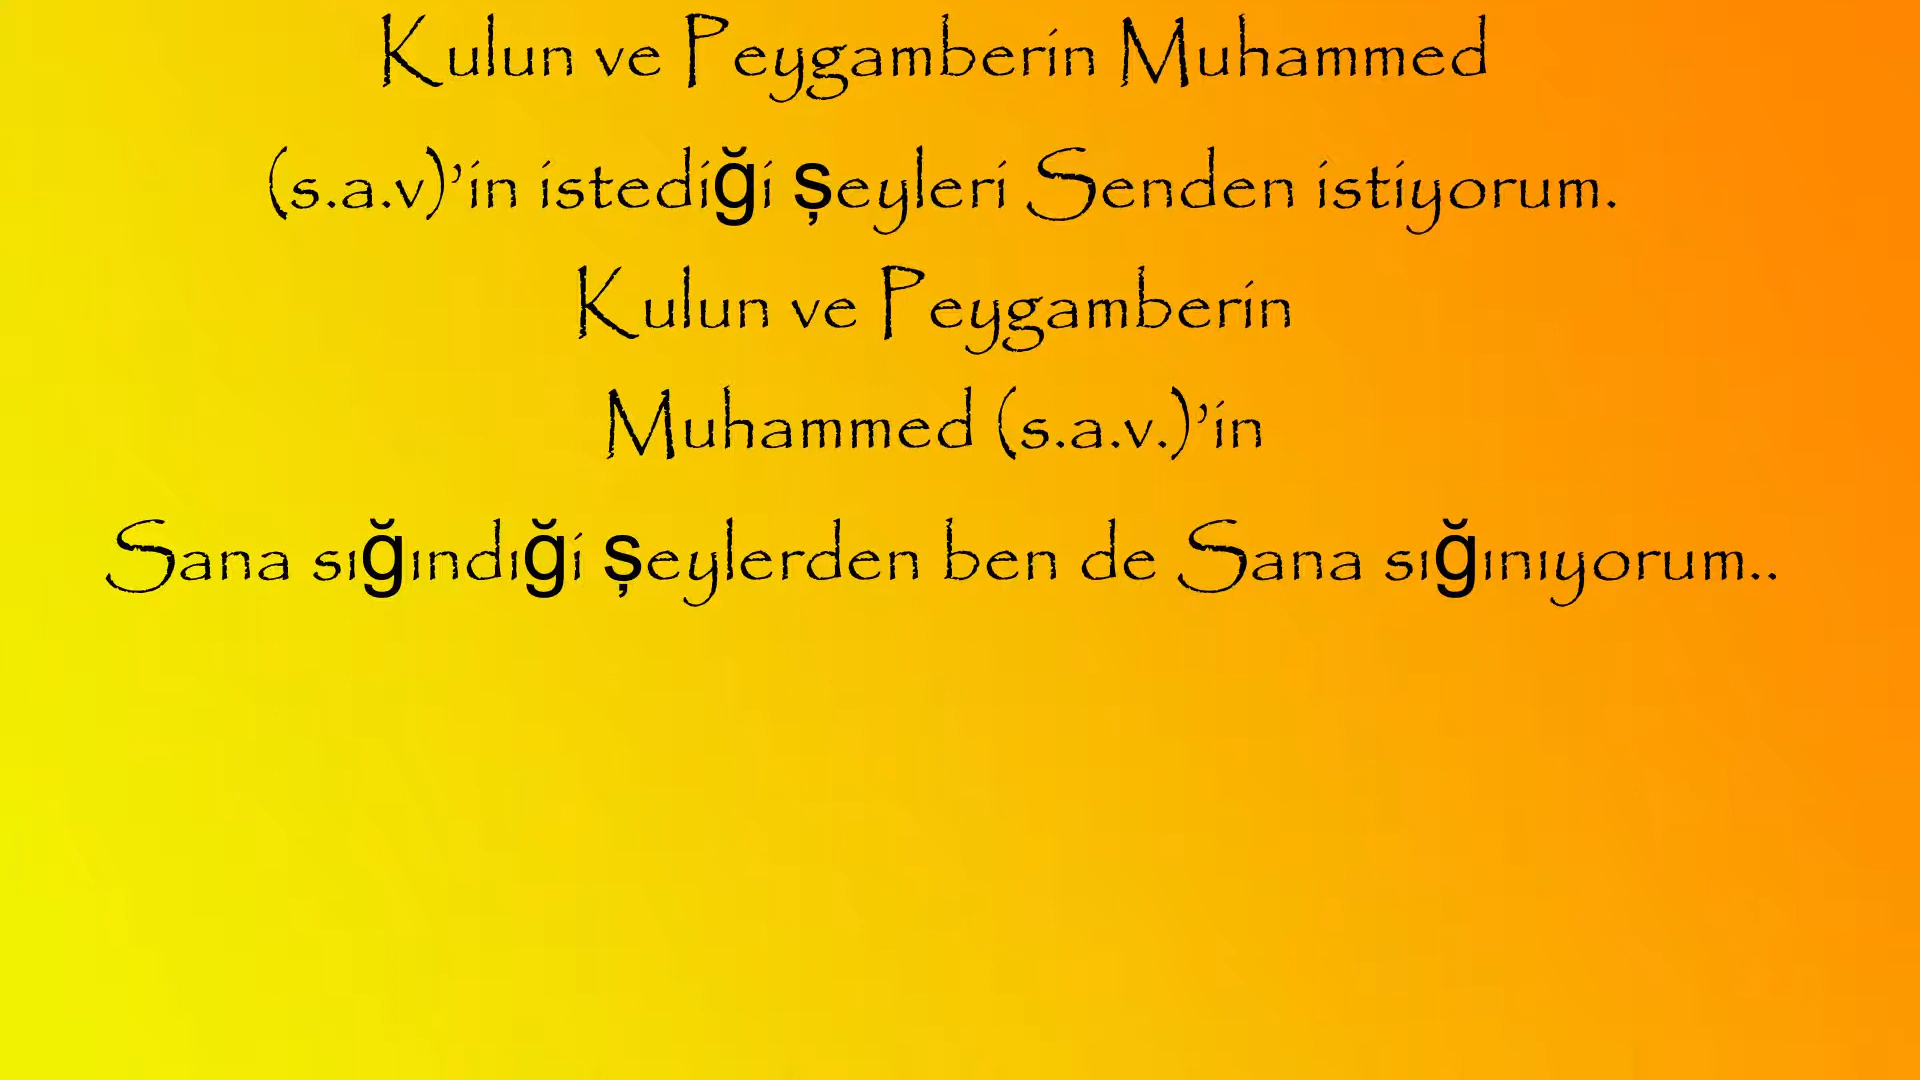 Kulun ve Peygamberin Muhammed
(s.a.v)’in istediği şeyleri Senden istiyorum.
Kulun ve Peygamberin
Muhammed (s.a.v.)’in
Sana sığındıği şeylerden ben de Sana sığınıyorum..